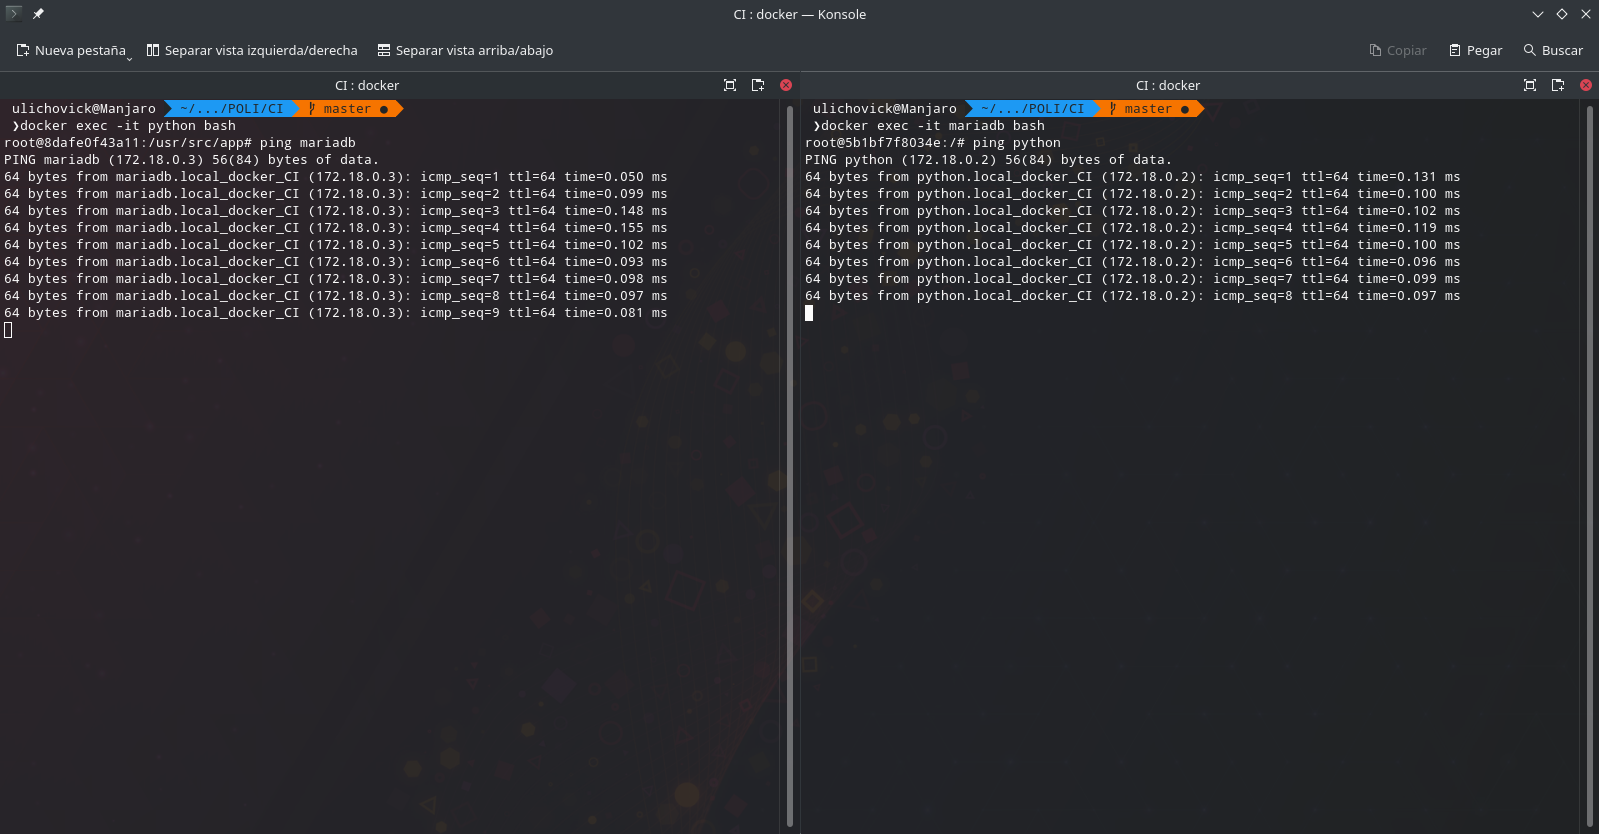 CI : docker — Konsole
Nueva pestaña
Separar vista izquierda/derecha
Separar vista arriba/abajo
Copiar
Pegar
Buscar
CI : docker
ulichovick@Manjaro ~/.../POLI/CI master ●
❯docker exec -it python bash
root@8dafe0f43a11:/usr/src/app# ping mariadb
PING mariadb (172.18.0.3) 56(84) bytes of data.
64 bytes from mariadb.local_docker_CI (172.18.0.3): icmp_seq=1 ttl=64 time=0.050 ms
64 bytes from mariadb.local_docker_CI (172.18.0.3): icmp_seq=2 ttl=64 time=0.099 ms
64 bytes from mariadb.local_docker_CI (172.18.0.3): icmp_seq=3 ttl=64 time=0.148 ms
64 bytes from mariadb.local_docker_CI (172.18.0.3): icmp_seq=4 ttl=64 time=0.155 ms
64 bytes from mariadb.local_docker_CI (172.18.0.3): icmp_seq=5 ttl=64 time=0.102 ms
64 bytes from mariadb.local_docker_CI (172.18.0.3): icmp_seq=6 ttl=64 time=0.093 ms
64 bytes from mariadb.local_docker_CI (172.18.0.3): icmp_seq=7 ttl=64 time=0.098 ms
64 bytes from mariadb.local_docker_CI (172.18.0.3): icmp_seq=8 ttl=64 time=0.097 ms
64 bytes from mariadb.local_docker_CI (172.18.0.3): icmp_seq=9 ttl=64 time=0.081 ms
CI : docker
ulichovick@Manjaro ~/.../POLI/CI master ●
❯docker exec -it mariadb bash
root@5b1bf7f8034e:/# ping python
PING python (172.18.0.2) 56(84) bytes of data.
64 bytes from python.local_docker_CI (172.18.0.2): icmp_seq=1 ttl=64 time=0.131 ms
64 bytes from python.local_docker_CI (172.18.0.2): icmp_seq=2 ttl=64 time=0.100 ms
64 bytes from python.local_docker_CI (172.18.0.2): icmp_seq=3 ttl=64 time=0.102 ms
64 bytes from python.local_docker_CI (172.18.0.2): icmp_seq=4 ttl=64 time=0.119 ms
64 bytes from python.local_docker_CI (172.18.0.2): icmp_seq=5 ttl=64 time=0.100 ms
64 bytes from python.local_docker_CI (172.18.0.2): icmp_seq=6 ttl=64 time=0.096 ms
64 bytes from python.local_docker_CI (172.18.0.2): icmp_seq=7 ttl=64 time=0.099 ms
64 bytes from python.local_docker_CI (172.18.0.2): icmp_seq=8 ttl=64 time=0.097 ms